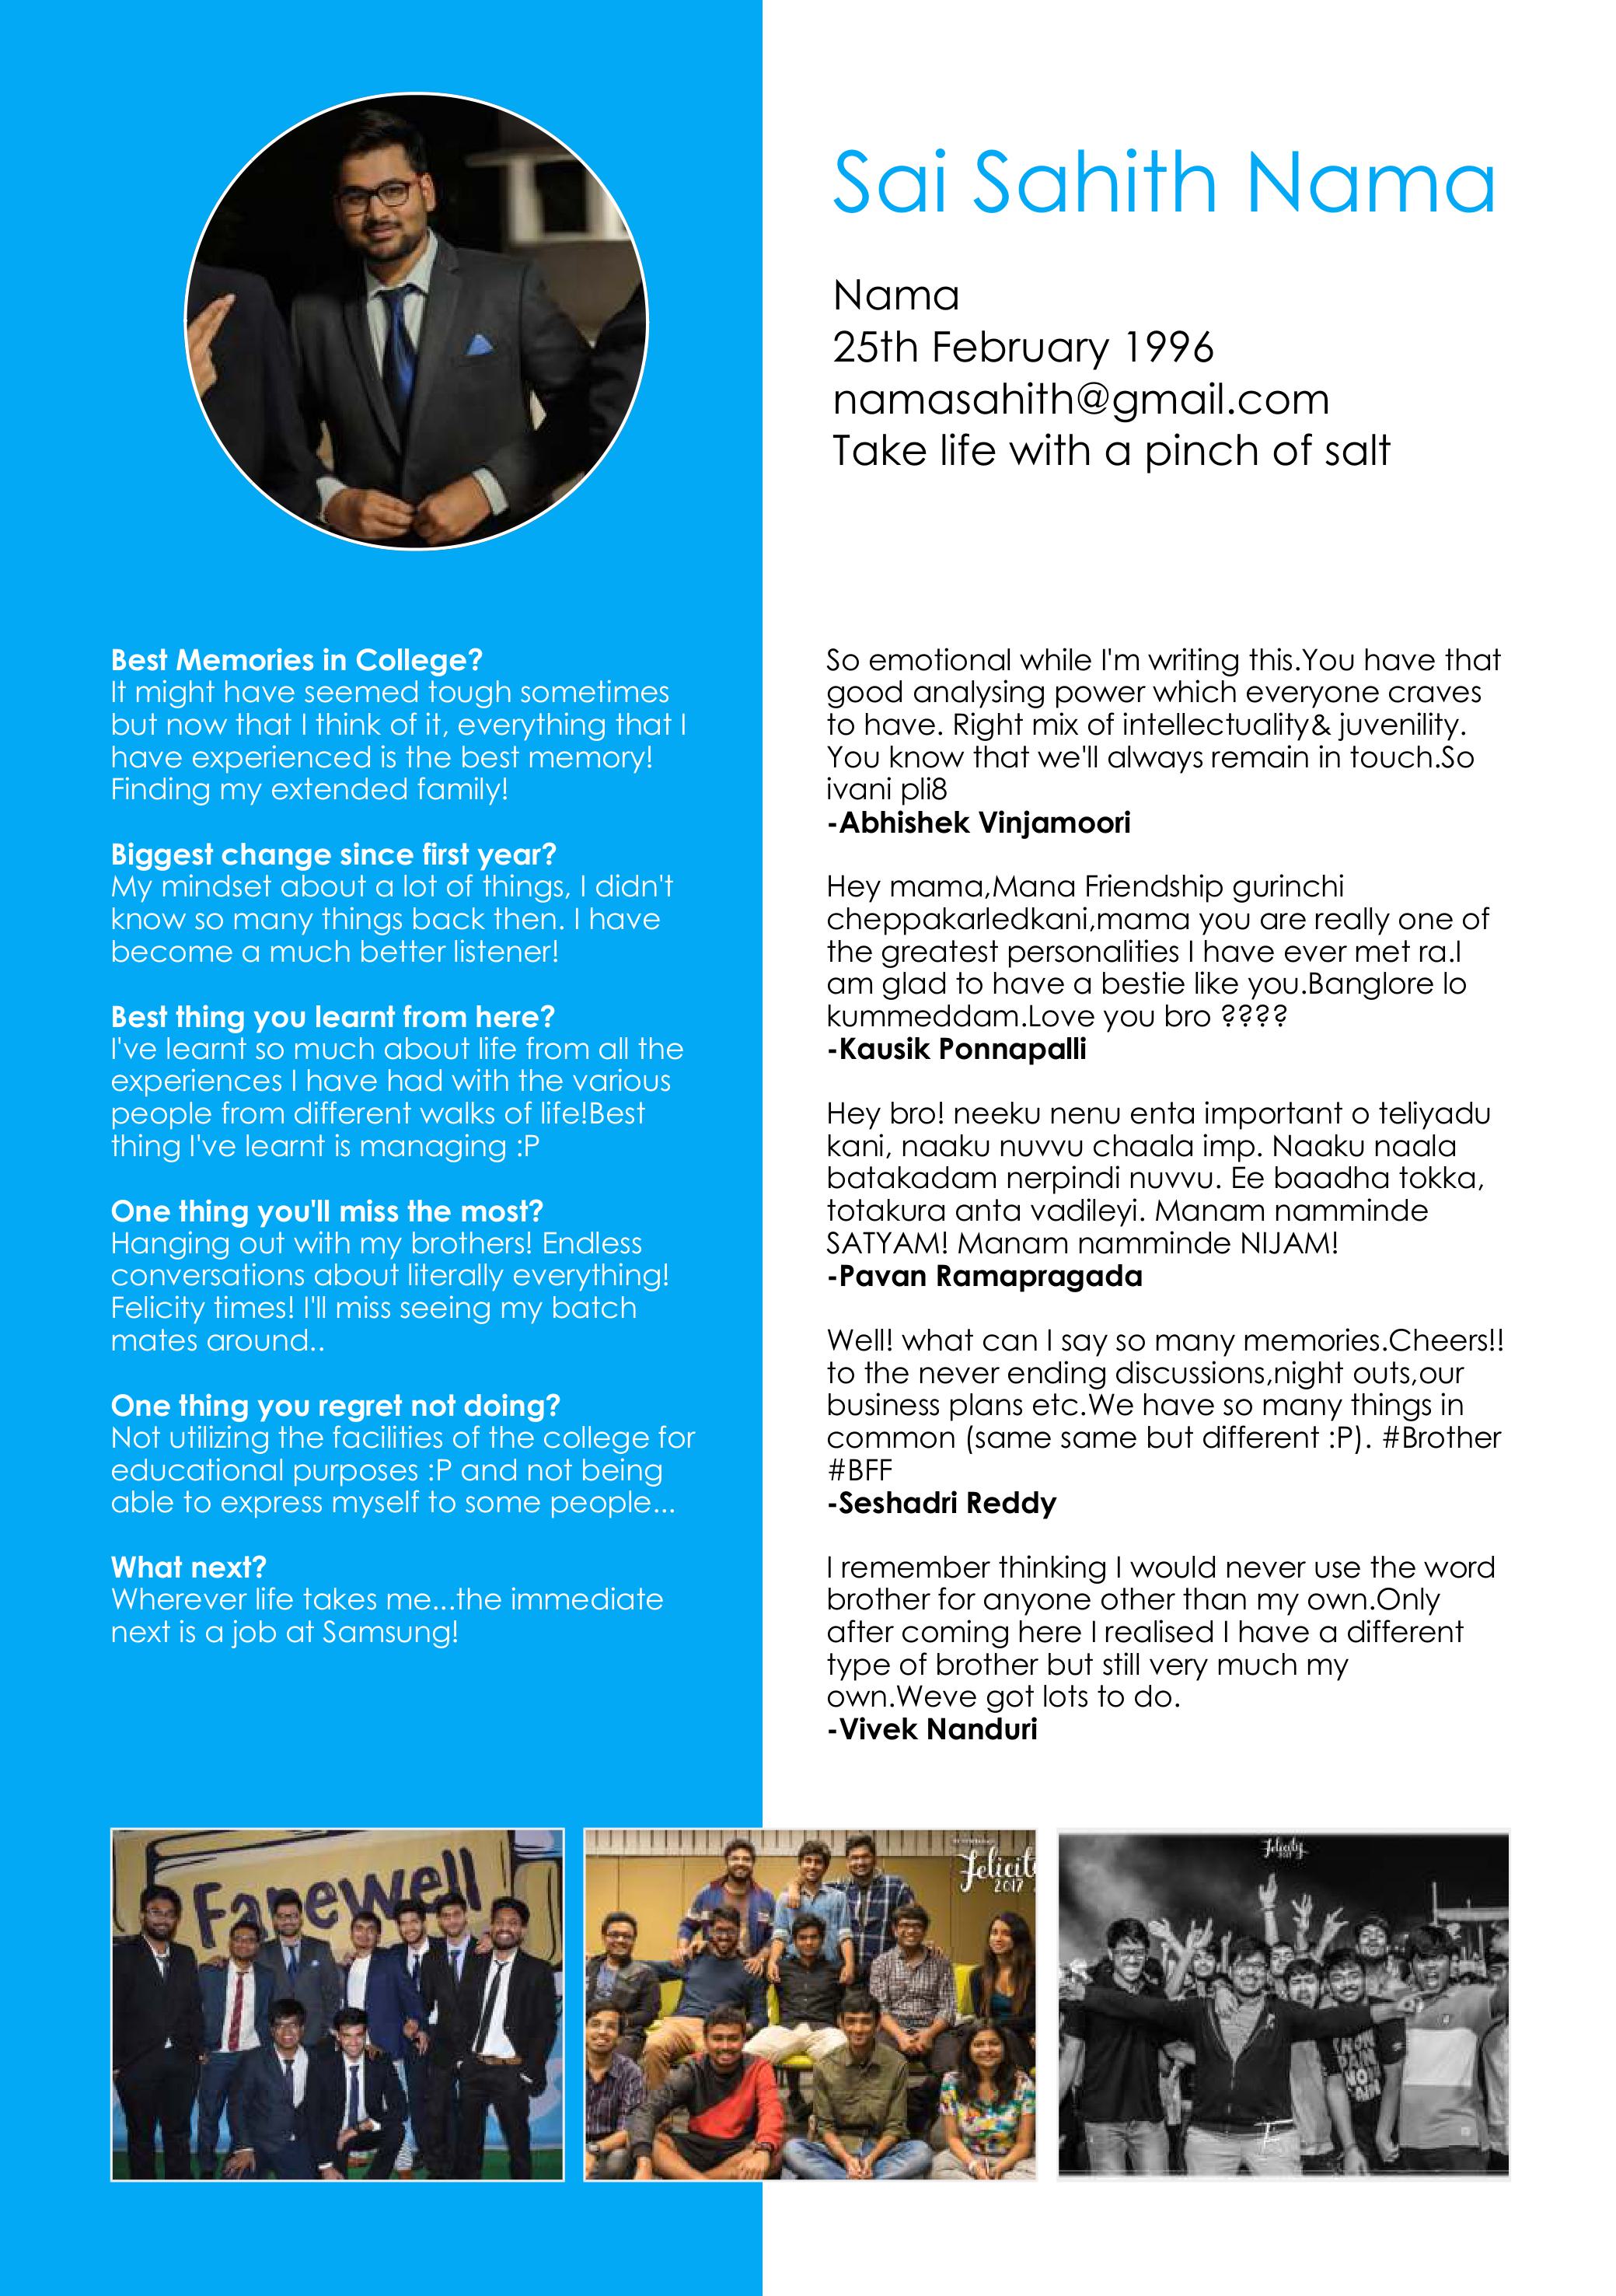 Sai Sahith Nama
Nama
25th February 1996
namasahith@gmail.com
Take life with a pinch of salt
Best Memories in College?
It might have seemed tough sometimes
but now that I think of it, everything that I
have experienced is the best memory!
Finding my extended family!
Biggest change since first year?
My mindset about a lot of things, I didn't
know so many things back then. I have
become a much better listener!
Best thing you learnt from here?
I've learnt so much about life from all the
experiences I have had with the various
people from different walks of life!Best
thing I've learnt is managing :P
One thing you'll miss the most?
Hanging out with my brothers! Endless
conversations about literally everything!
Felicity times! I'll miss seeing my batch
mates around..
One thing you regret not doing?
Not utilizing the facilities of the college for
educational purposes :P and not being
able to express myself to some people...
What next?
Wherever life takes me...the immediate
next is a job at Samsung!
So emotional while I'm writing this.You have that
good analysing power which everyone craves
to have. Right mix of intellectuality& juvenility.
You know that we'll always remain in touch.So
ivani pli8
-Abhishek Vinjamoori
Hey mama,Mana Friendship gurinchi
cheppakarledkani,mama you are really one of
the greatest personalities I have ever met ra.I
am glad to have a bestie like you.Banglore lo
kummeddam.Love you bro ????
-Kausik Ponnapalli
Hey bro! neeku nenu enta important o teliyadu
kani, naaku nuvvu chaala imp. Naaku naala
batakadam nerpindi nuvvu. Ee baadha tokka,
totakura anta vadileyi. Manam namminde
SATYAM! Manam namminde NIJAM!
-Pavan Ramapragada
Well! what can I say so many memories.Cheers!!
to the never ending discussions,night outs,our
business plans etc.We have so many things in
common (same same but different :P). #Brother
#BFF
-Seshadri Reddy
I remember thinking I would never use the word
brother for anyone other than my own.Only
after coming here I realised I have a different
type of brother but still very much my
own.Weve got lots to do.
-Vivek Nanduri
Farewell
Felicity
2017
Felicity